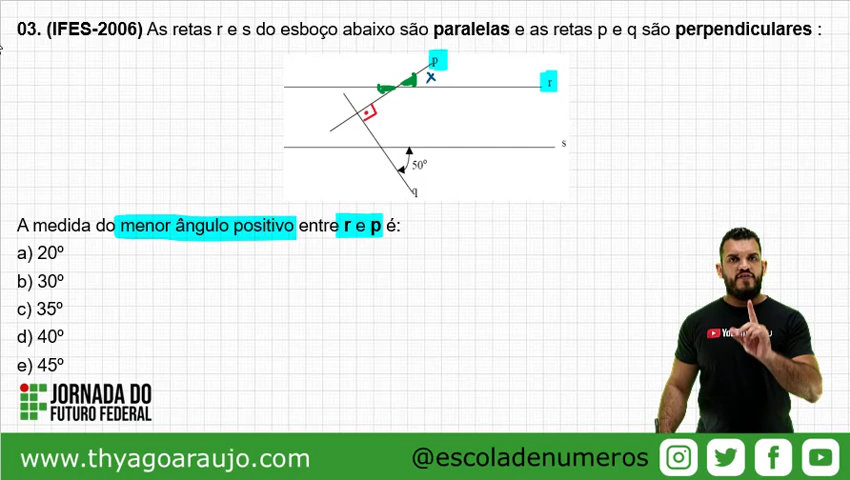 03. (IFES-2006) As retas r e s do esboço abaixo são paralelas e as retas p e q são perpendiculares :
p
x
r
s
50º
q
A medida do menor ângulo positivo entre r e p é:
a) 20º
b) 30º
c) 35º
d) 40º
e) 45º
JORNADA DO
FUTURO FEDERAL
www.thyagoaraujo.com
@escoladenumeros